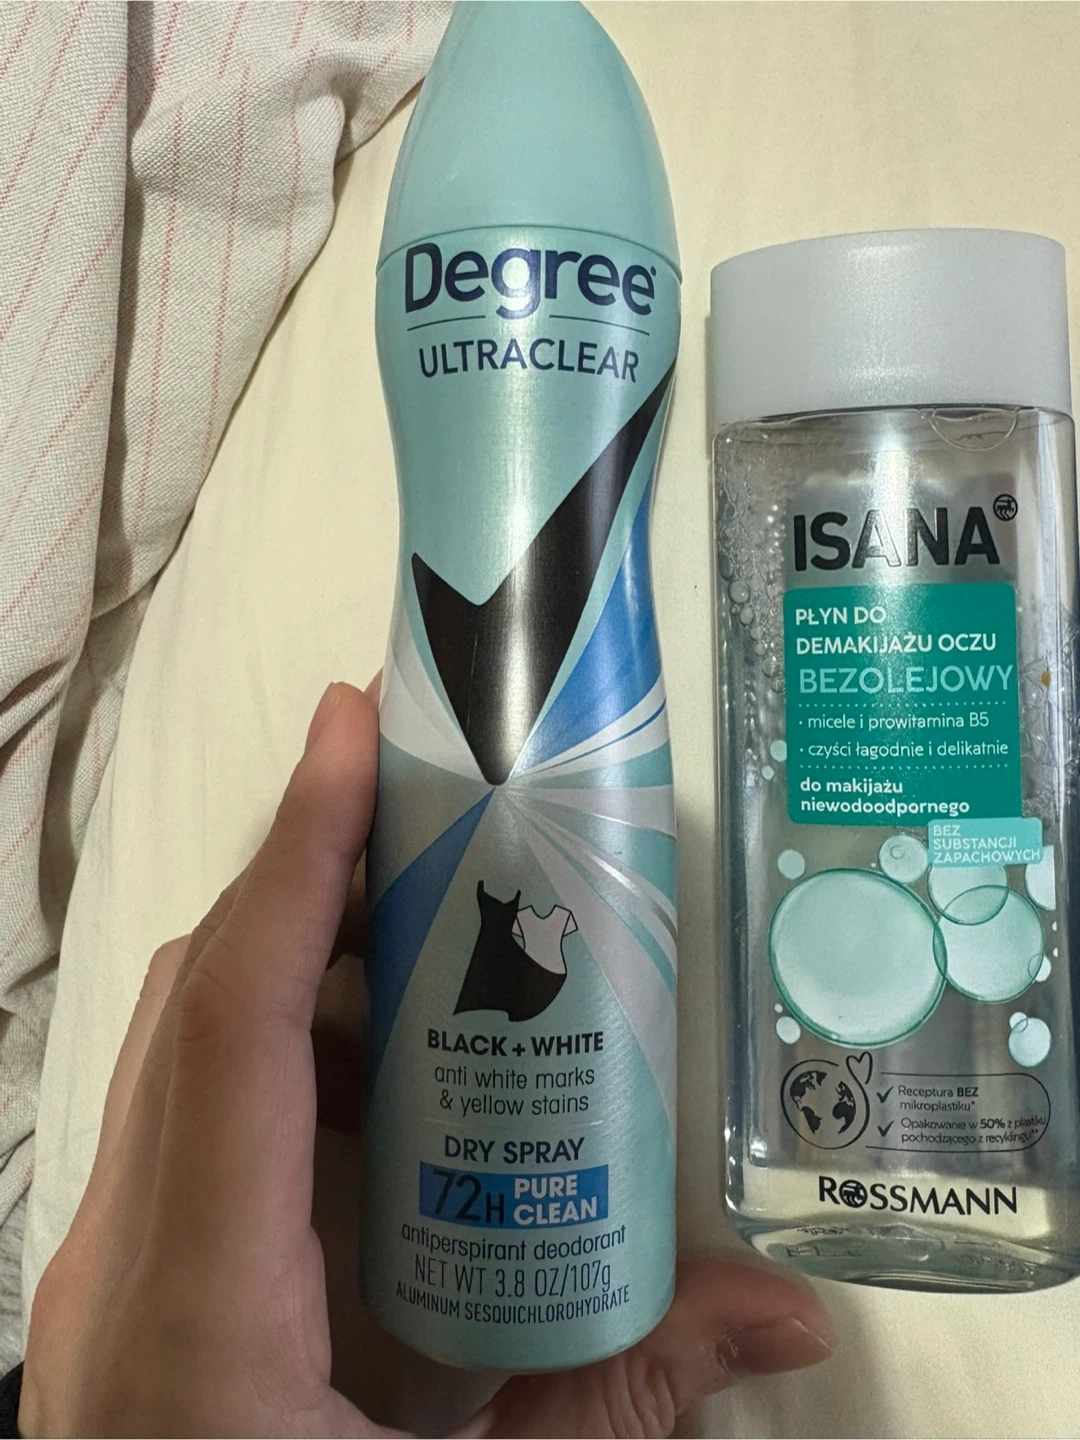 Degree
ULTRACLEAR
BLACK + WHITE
anti white marks
& yellow stains
DRY SPRAY
72H PURE
CLEAN
antiperspirant deodorant
NET WT 3.8 OZ/107g
ALUMINUM SESQUICHLOROHYDRATE
ISANA
PŁYN DO
DEMAKIJAŻU OCZU
BEZOLEJOWY
· micele i prowitamina B5
· czyści łagodnie i delikatnie
do makijażu
niewodoodpornego
BEZ
SUBSTANCJI
ZAPACHOWYCH
Receptura BEZ
mikroplastiku*
Opakowanie w 50% z plastiku
pochodzącego z recyklingu**
ROSSMANN